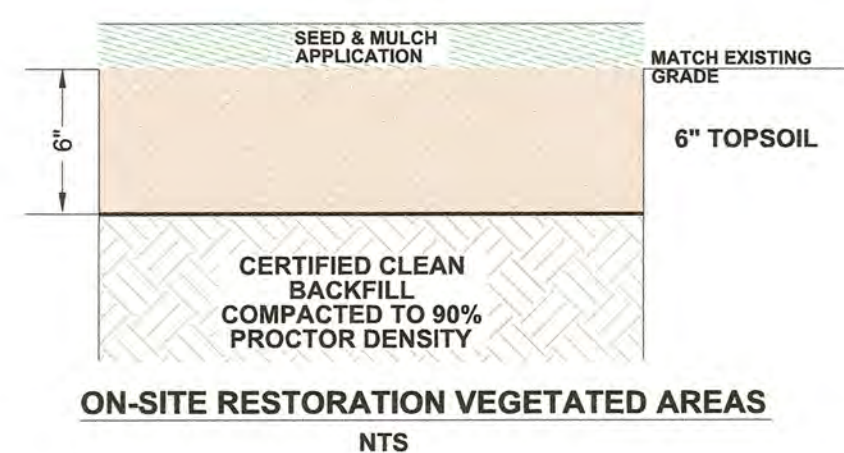 SEED & MULCH
APPLICATION
MATCH EXISTING
GRADE
6"
6" TOPSOIL
CERTIFIED CLEAN
BACKFILL
COMPACTED TO 90%
PROCTOR DENSITY
ON-SITE RESTORATION VEGETATED AREAS
NTS